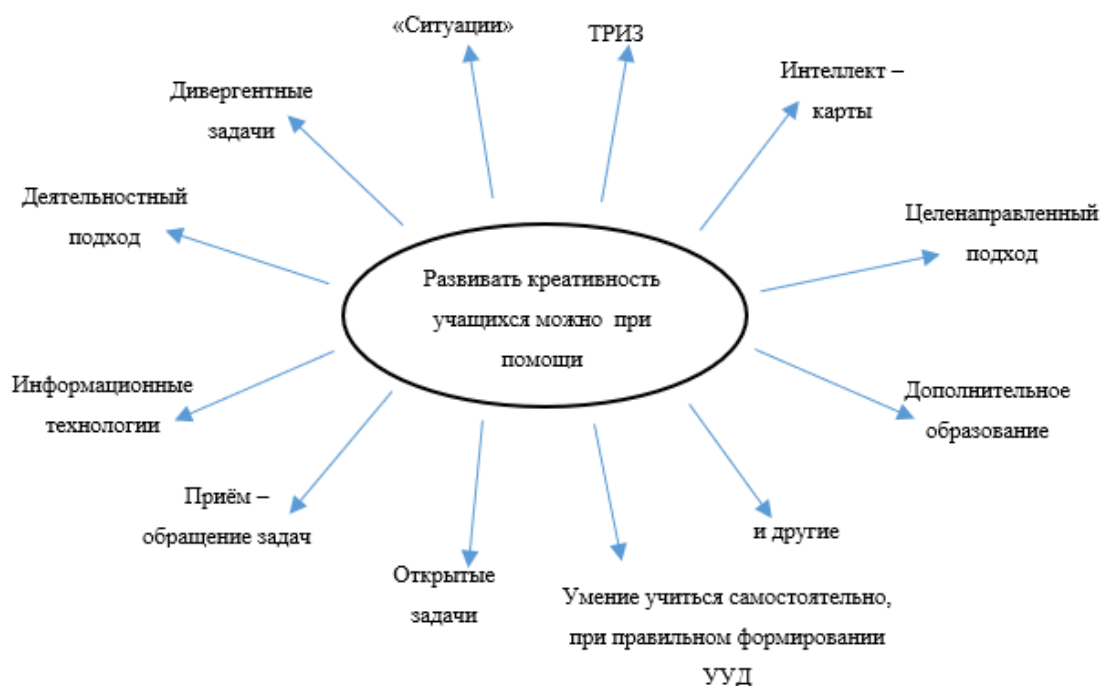 «Ситуации»
ТРИЗ
Интеллект –
карты
Дивергентные
задачи
Деятельностный
подход
Целенаправленный
подход
Развивать креативность
учащихся можно при
помощи
Информационные
технологии
Дополнительное
образование
Приём –
обращение задач
и другие
Открытые
задачи
Умение учиться самостоятельно,
при правильном формировании
УУД